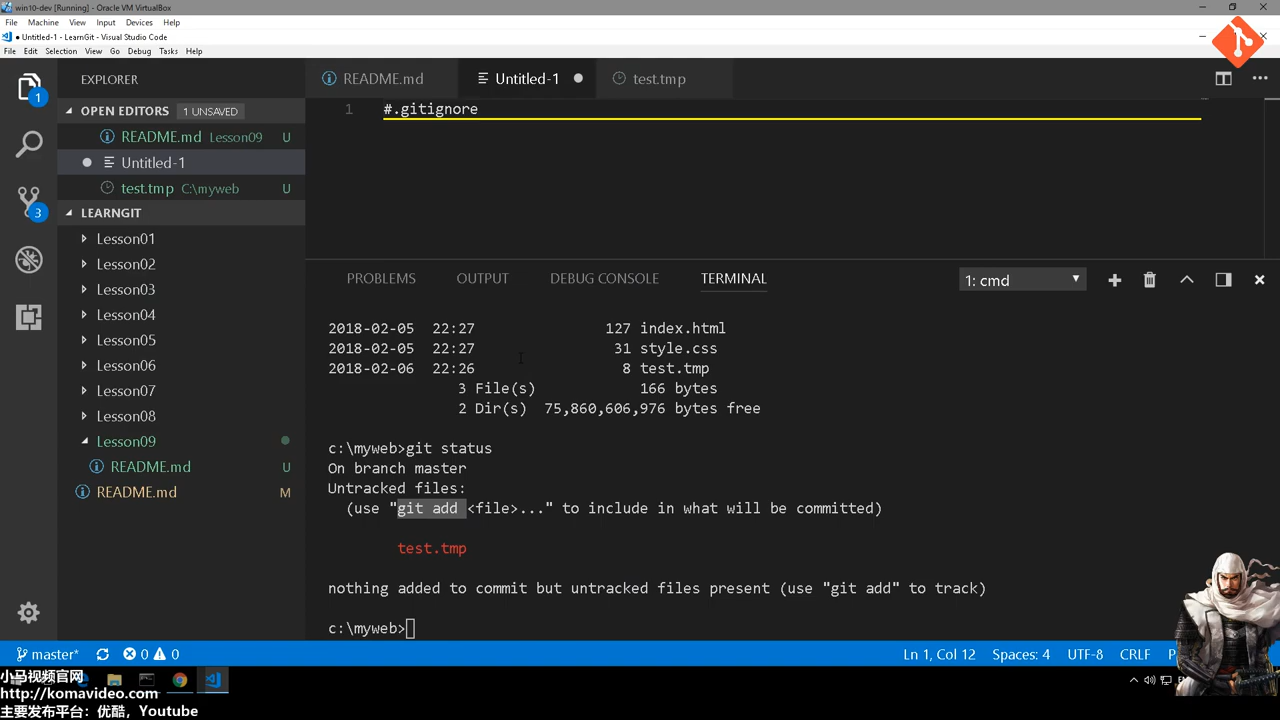 win10-dev [Running] - Oracle VM VirtualBox
File Machine View Input Devices Help
● Untitled-1 - LearnGit - Visual Studio Code
File Edit Selection View Go Debug Tasks Help
EXPLORER
OPEN EDITORS 1 UNSAVED
README.md Lesson09 U
Untitled-1
test.tmp C:\myweb U
LEARNGIT
Lesson01
Lesson02
Lesson03
Lesson04
Lesson05
Lesson06
Lesson07
Lesson08
Lesson09
README.md U
README.md M
1
3
README.md Untitled-1 ● test.tmp
1 #.gitignore
PROBLEMS OUTPUT DEBUG CONSOLE TERMINAL 1: cmd
2018-02-05 22:27 127 index.html
2018-02-05 22:27 31 style.css
2018-02-06 22:26 8 test.tmp
3 File(s) 166 bytes
2 Dir(s) 75,860,606,976 bytes free
c:\myweb>git status
On branch master
Untracked files:
(use "git add <file>..." to include in what will be committed)
test.tmp
nothing added to commit but untracked files present (use "git add" to track)
c:\myweb>
master* 0 0 Ln 1, Col 12 Spaces: 4 UTF-8 CRLF
小马视频官网
http://komavideo.com
主要发布平台：优酷，Youtube